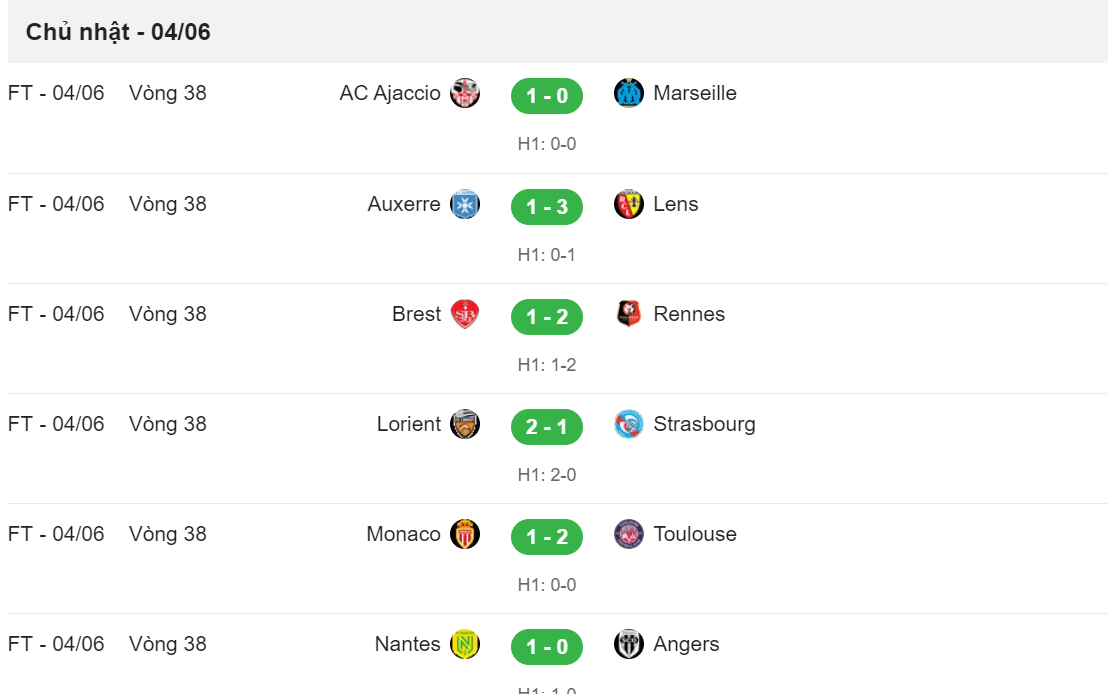 Chủ nhật - 04/06
FT - 04/06 Vòng 38 AC Ajaccio 1 - 0 Marseille
H1: 0-0
FT - 04/06 Vòng 38 Auxerre 1 - 3 Lens
H1: 0-1
FT - 04/06 Vòng 38 Brest 1 - 2 Rennes
H1: 1-2
FT - 04/06 Vòng 38 Lorient 2 - 1 Strasbourg
H1: 2-0
FT - 04/06 Vòng 38 Monaco 1 - 2 Toulouse
H1: 0-0
FT - 04/06 Vòng 38 Nantes 1 - 0 Angers
H1: 1-0